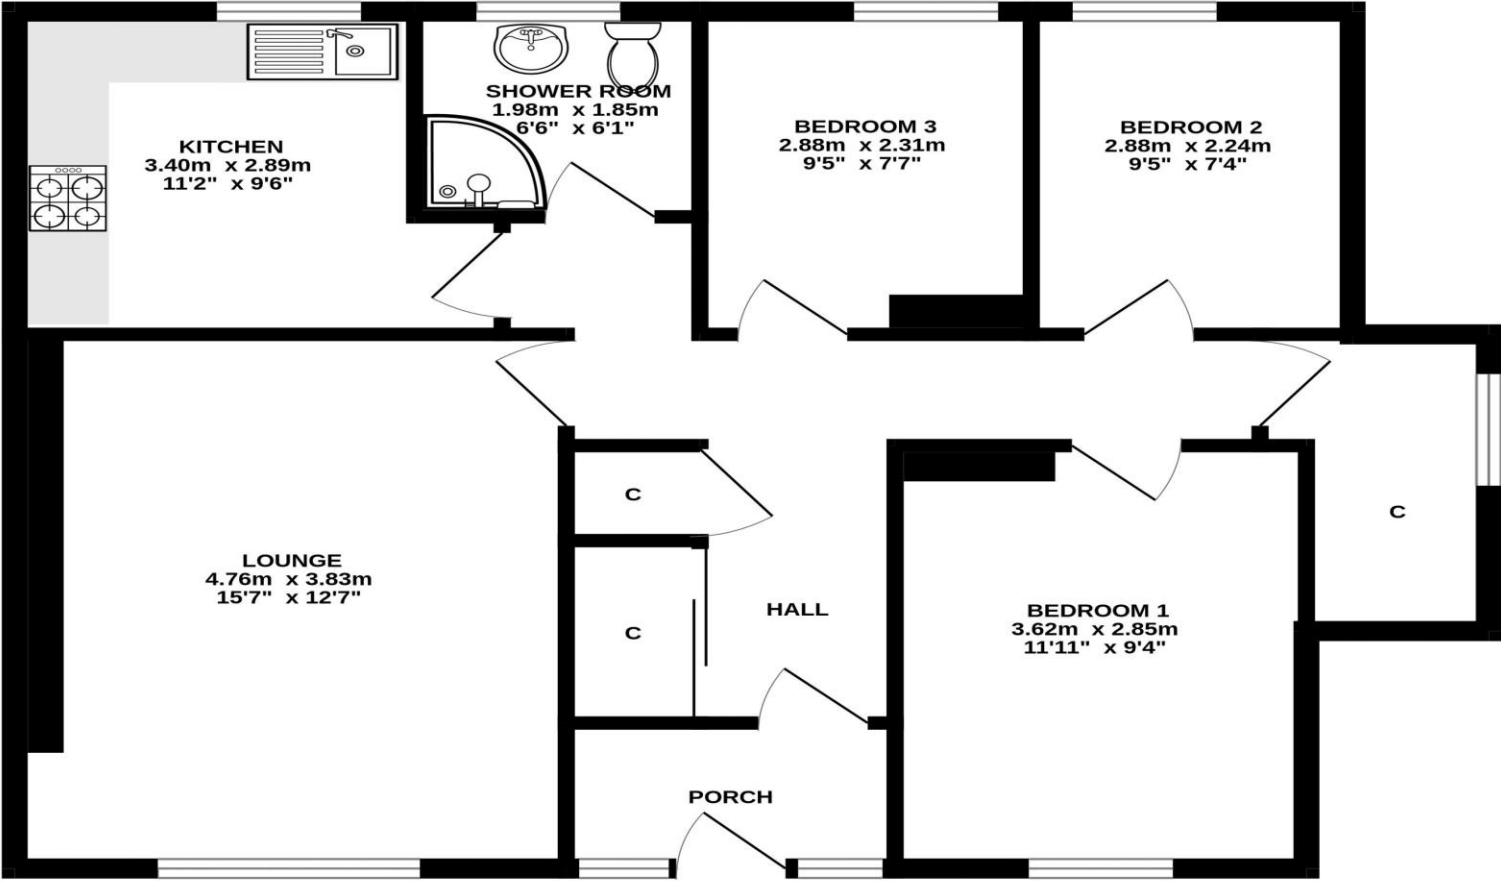 KITCHEN
3.40m x 2.89m
11'2" x 9'6"
SHOWER ROOM
1.98m x 1.85m
6'6" x 6'1"
BEDROOM 3
2.88m x 2.31m
9'5" x 7'7"
BEDROOM 2
2.88m x 2.24m
9'5" x 7'4"
LOUNGE
4.76m x 3.83m
15'7" x 12'7"
C
C
HALL
BEDROOM 1
3.62m x 2.85m
11'11" x 9'4"
C
PORCH